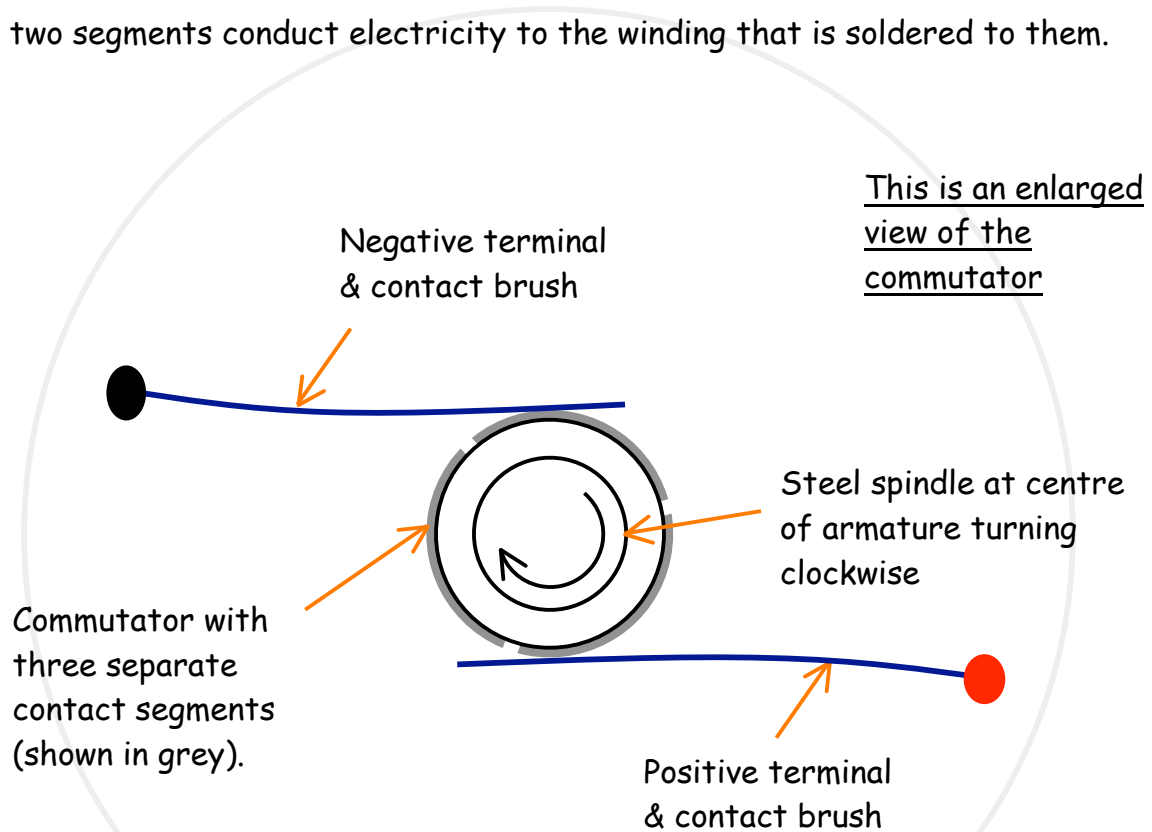 two segments conduct electricity to the winding that is soldered to them.
This is an enlarged
view of the
commutator
Negative terminal
& contact brush
Steel spindle at centre
of armature turning
clockwise
Commutator with
three separate
contact segments
(shown in grey).
Positive terminal
& contact brush